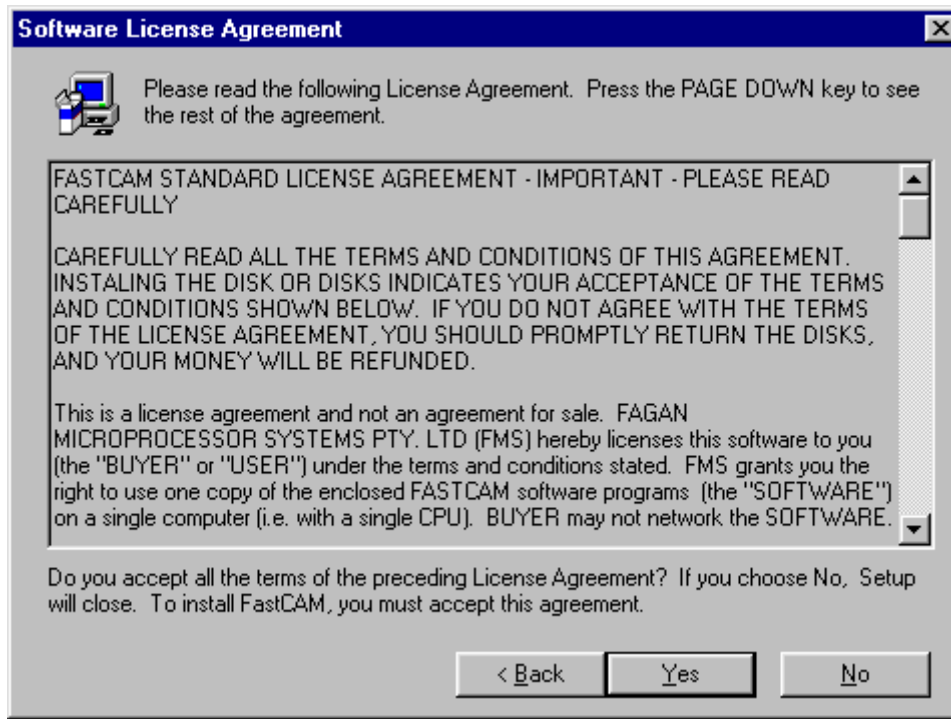 Software License Agreement
Please read the following License Agreement. Press the PAGE DOWN key to see
the rest of the agreement.
FASTCAM STANDARD LICENSE AGREEMENT - IMPORTANT - PLEASE READ
CAREFULLY
CAREFULLY READ ALL THE TERMS AND CONDITIONS OF THIS AGREEMENT.
INSTALING THE DISK OR DISKS INDICATES YOUR ACCEPTANCE OF THE TERMS
AND CONDITIONS SHOWN BELOW. IF YOU DO NOT AGREE WITH THE TERMS
OF THE LICENSE AGREEMENT, YOU SHOULD PROMPTLY RETURN THE DISKS,
AND YOUR MONEY WILL BE REFUNDED.
This is a license agreement and not an agreement for sale. FAGAN
MICROPROCESSOR SYSTEMS PTY. LTD (FMS) hereby licenses this software to you
(the "BUYER" or "USER") under the terms and conditions stated. FMS grants you the
right to use one copy of the enclosed FASTCAM software programs (the "SOFTWARE")
on a single computer (i.e. with a single CPU). BUYER may not network the SOFTWARE.
Do you accept all the terms of the preceding License Agreement? If you choose No, Setup
will close. To install FastCAM, you must accept this agreement.
< Back Yes No